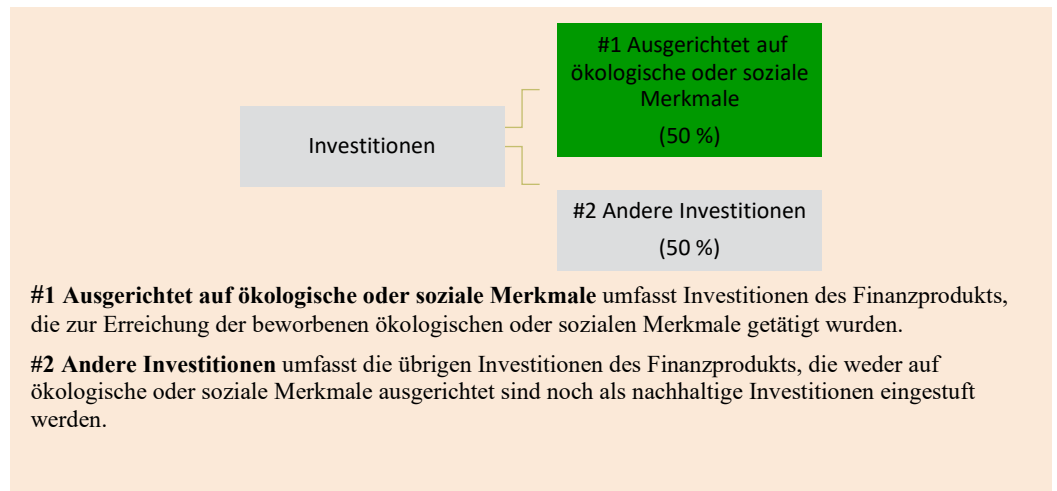 #1 Ausgerichtet auf
ökologische oder soziale
Merkmale
(50 %)
Investitionen
#2 Andere Investitionen
(50 %)
#1 Ausgerichtet auf ökologische oder soziale Merkmale umfasst Investitionen des Finanzprodukts,
die zur Erreichung der beworbenen ökologischen oder sozialen Merkmale getätigt wurden.
#2 Andere Investitionen umfasst die übrigen Investitionen des Finanzprodukts, die weder auf
ökologische oder soziale Merkmale ausgerichtet sind noch als nachhaltige Investitionen eingestuft
werden.